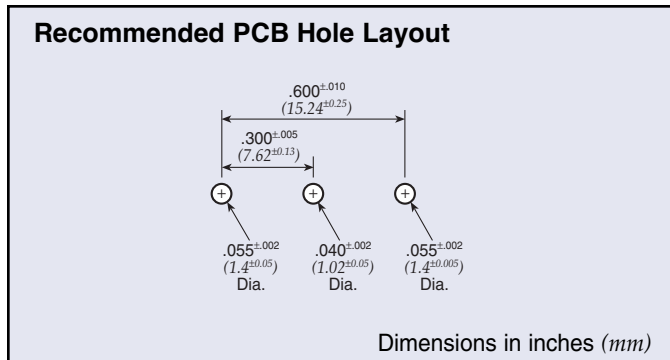 Recommended PCB Hole Layout
.600±.010
(15.24±0.25)
.300±.005
(7.62±0.13)
.055±.002 .040±.002 .055±.002
(1.4±0.05) (1.02±0.05) (1.4±0.005)
Dia. Dia. Dia.
Dimensions in inches (mm)